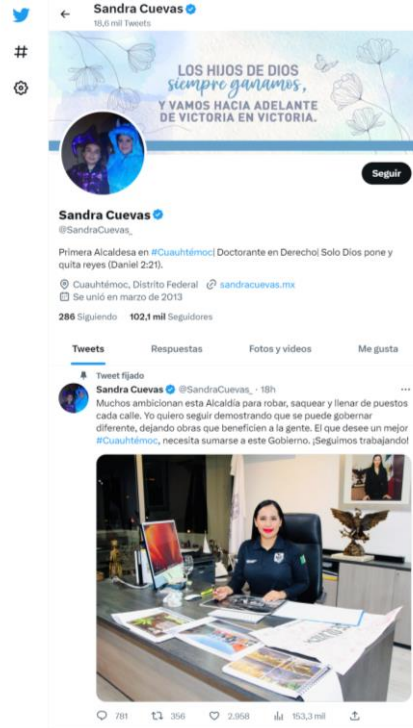 Sandra Cuevas
18,6 mil Tweets
LOS HIJOS DE DIOS
siempre ganamos,
Y VAMOS HACIA ADELANTE
DE VICTORIA EN VICTORIA.
Seguir
Sandra Cuevas
@SandraCuevas_
Primera Alcaldesa en #Cuauhtémoc| Doctorante en Derecho| Solo Dios pone y
quita reyes (Daniel 2:21).
Cuauhtémoc, Distrito Federal sandracuevas.mx
Se unió en marzo de 2013
286 Siguiendo 102,1 mil Seguidores
Tweets Respuestas Fotos y videos Me gusta
Tweet fijado
Sandra Cuevas @SandraCuevas_ · 18h
Muchos ambicionan esta Alcaldía para robar, saquear y llenar de puestos
cada calle. Yo quiero seguir demostrando que se puede gobernar
diferente, dejando obras que beneficien a la gente. El que desee un mejor
#Cuauhtémoc, necesita sumarse a este Gobierno. ¡Seguimos trabajando!
781 356 2.958 153,3 mil